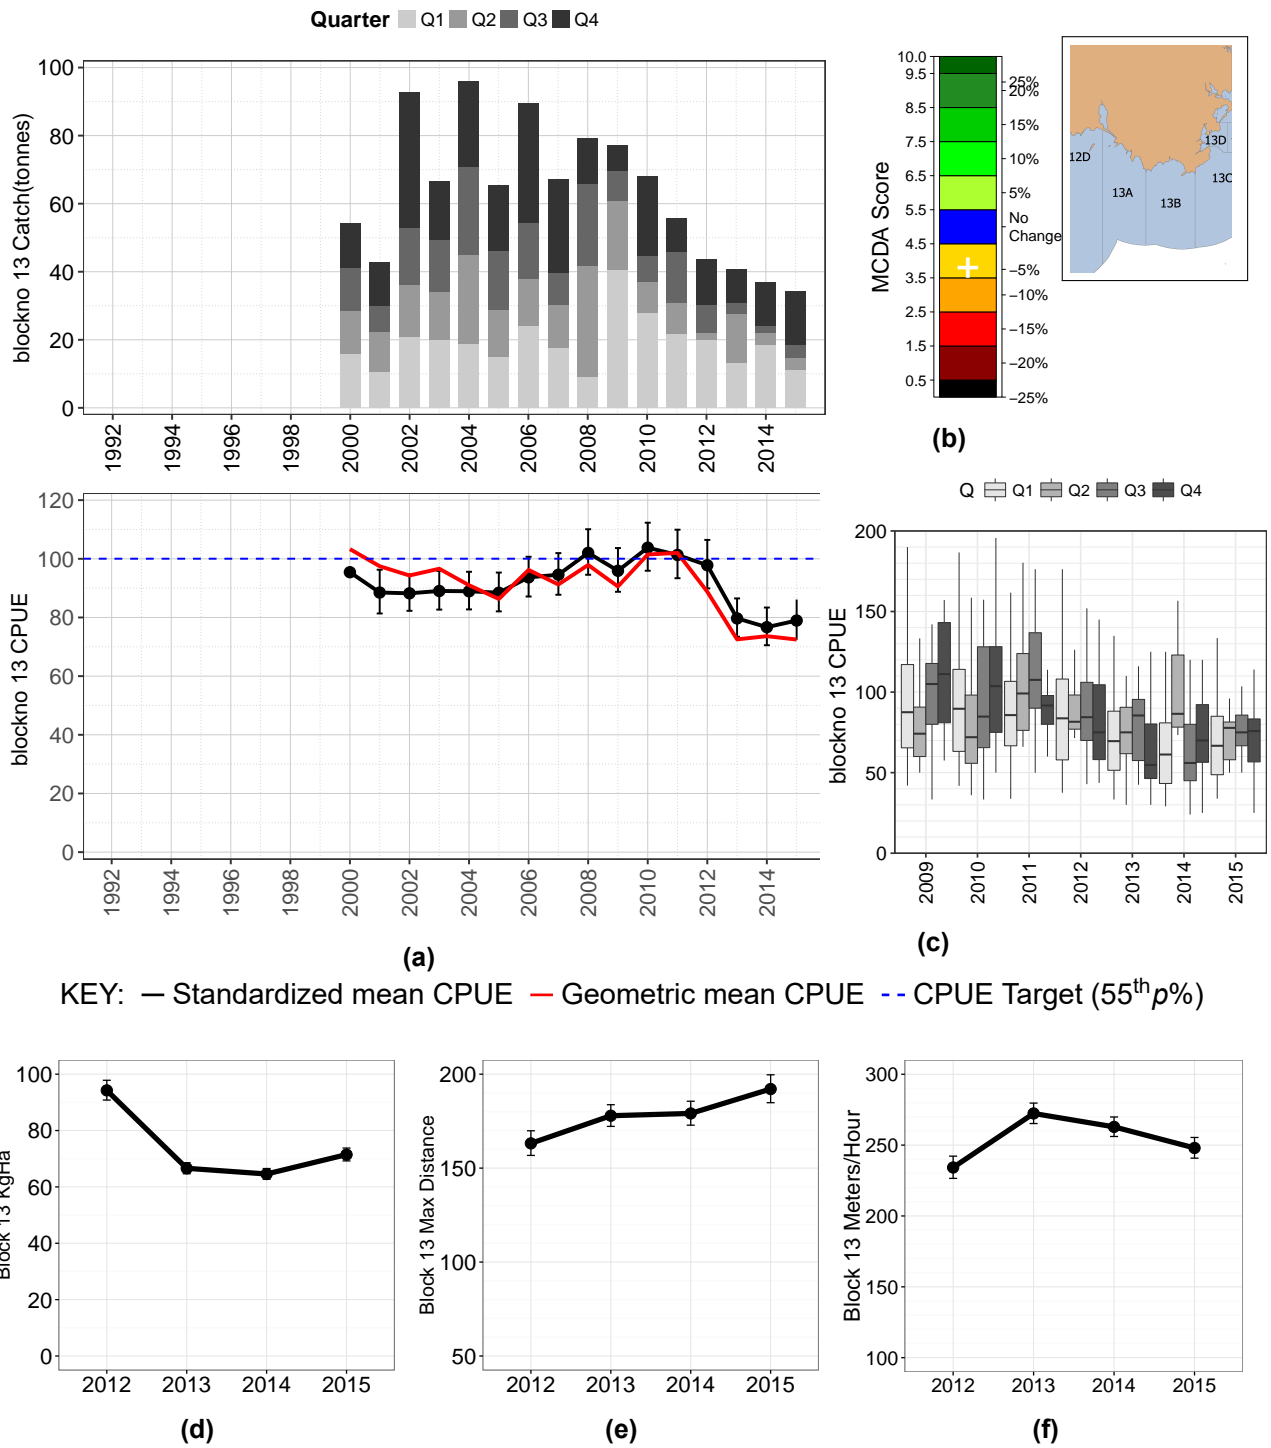 Quarter Q1 Q2 Q3 Q4
blockno 13 Catch(tonnes)
100
80
60
40
20
0
1992 1994 1996 1998 2000 2002 2004 2006 2008 2010 2012 2014
blockno 13 CPUE
120
100
80
60
40
20
0
1992 1994 1996 1998 2000 2002 2004 2006 2008 2010 2012 2014
(a)
MCDA Score
10.0
9.5
8.5
7.5
6.5
5.5
4.5
3.5
2.5
1.5
0.5
25%
20%
15%
10%
5%
No
Change
−5%
−10%
−15%
−20%
−25%
(b)
12D
13A
13B
13D
13C
Q Q1 Q2 Q3 Q4
blockno 13 CPUE
200
150
100
50
0
2009 2010 2011 2012 2013 2014 2015
(c)
KEY: Standardized mean CPUE Geometric mean CPUE CPUE Target (55th p%)
Block 13 KgHa
100
80
60
40
20
0
2012 2013 2014 2015
(d)
Block 13 Max Distance
200
150
100
50
2012 2013 2014 2015
(e)
Block 13 Meters/Hour
300
250
200
150
100
2012 2013 2014 2015
(f)